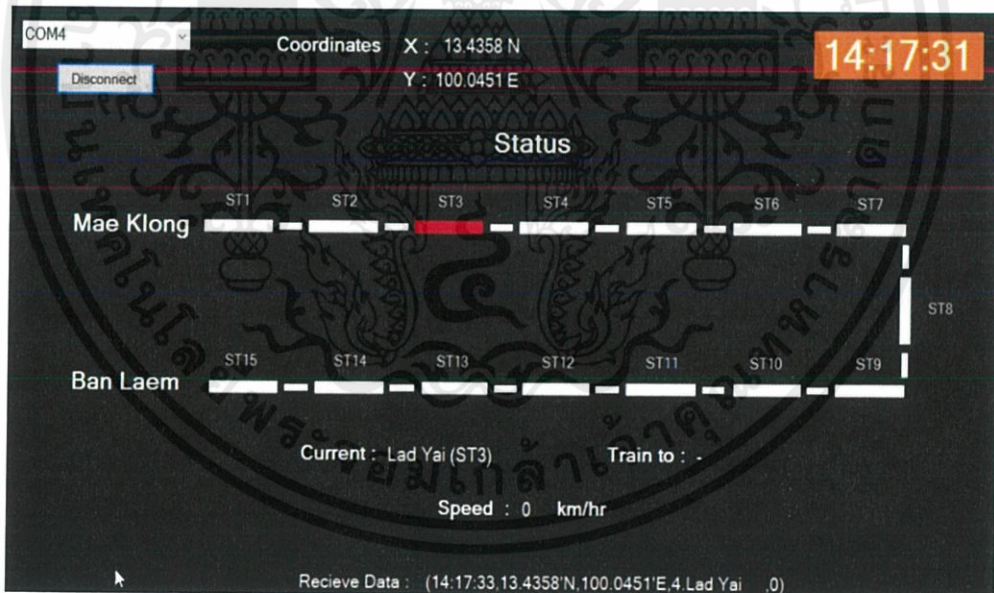 COM4
Coordinates X : 13.4358 N
14:17:31
Disconnect
Y : 100.0451 E
Status
ST1 ST2 ST3 ST4 ST5 ST6 ST7
Mae Klong
ST8
ST15 ST14 ST13 ST12 ST11 ST10 ST9
Ban Laem
Current : Lad Yai (ST3) Train to : -
Speed : 0 km/hr
Recieve Data : (14:17:33,13.4358'N,100.0451'E,4.Lad Yai ,0)